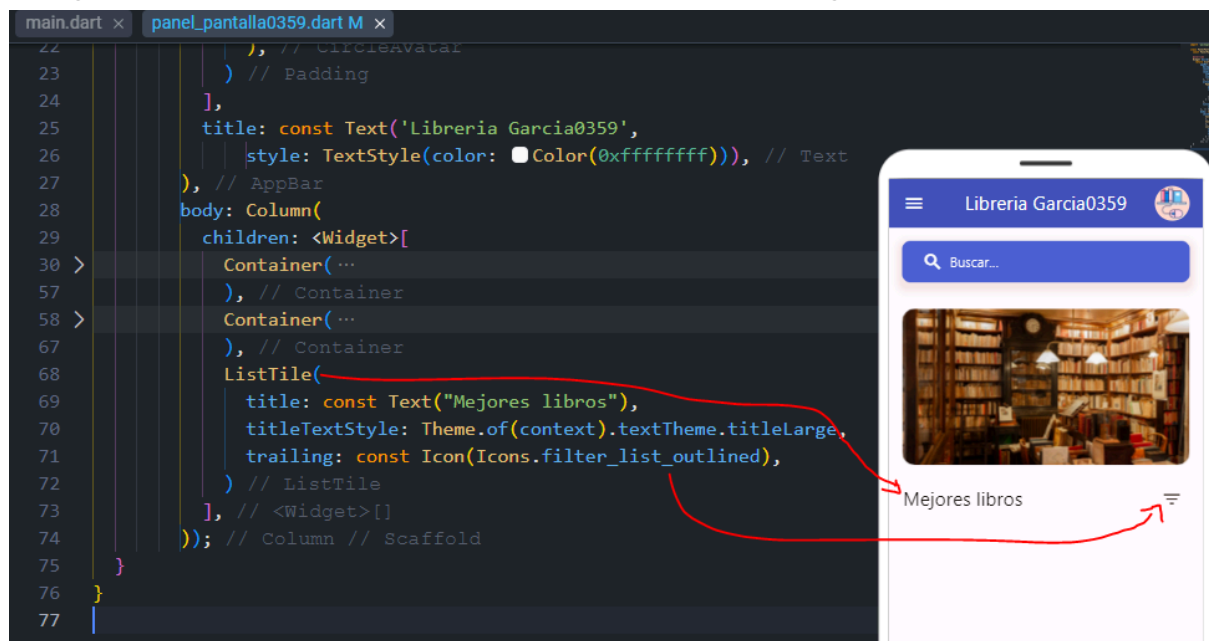 main.dart × panel_pantalla0359.dart M ×
22 ), // CircleAvatar
23 ) // Padding
24 ],
25 title: const Text('Libreria Garcia0359',
26 style: TextStyle(color: Color(0xffffffff))), // Text
27 ), // AppBar
28 body: Column(
29 children: <Widget>[
30 > Container( ···
57 ), // Container
58 > Container( ···
67 ), // Container
68 ListTile(
69 title: const Text("Mejores libros"),
70 titleTextStyle: Theme.of(context).textTheme.titleLarge,
71 trailing: const Icon(Icons.filter_list_outlined),
72 ) // ListTile
73 ], // <Widget>[]
74 )); // Column // Scaffold
75 }
76 }
77
Libreria Garcia0359
Buscar...
Mejores libros